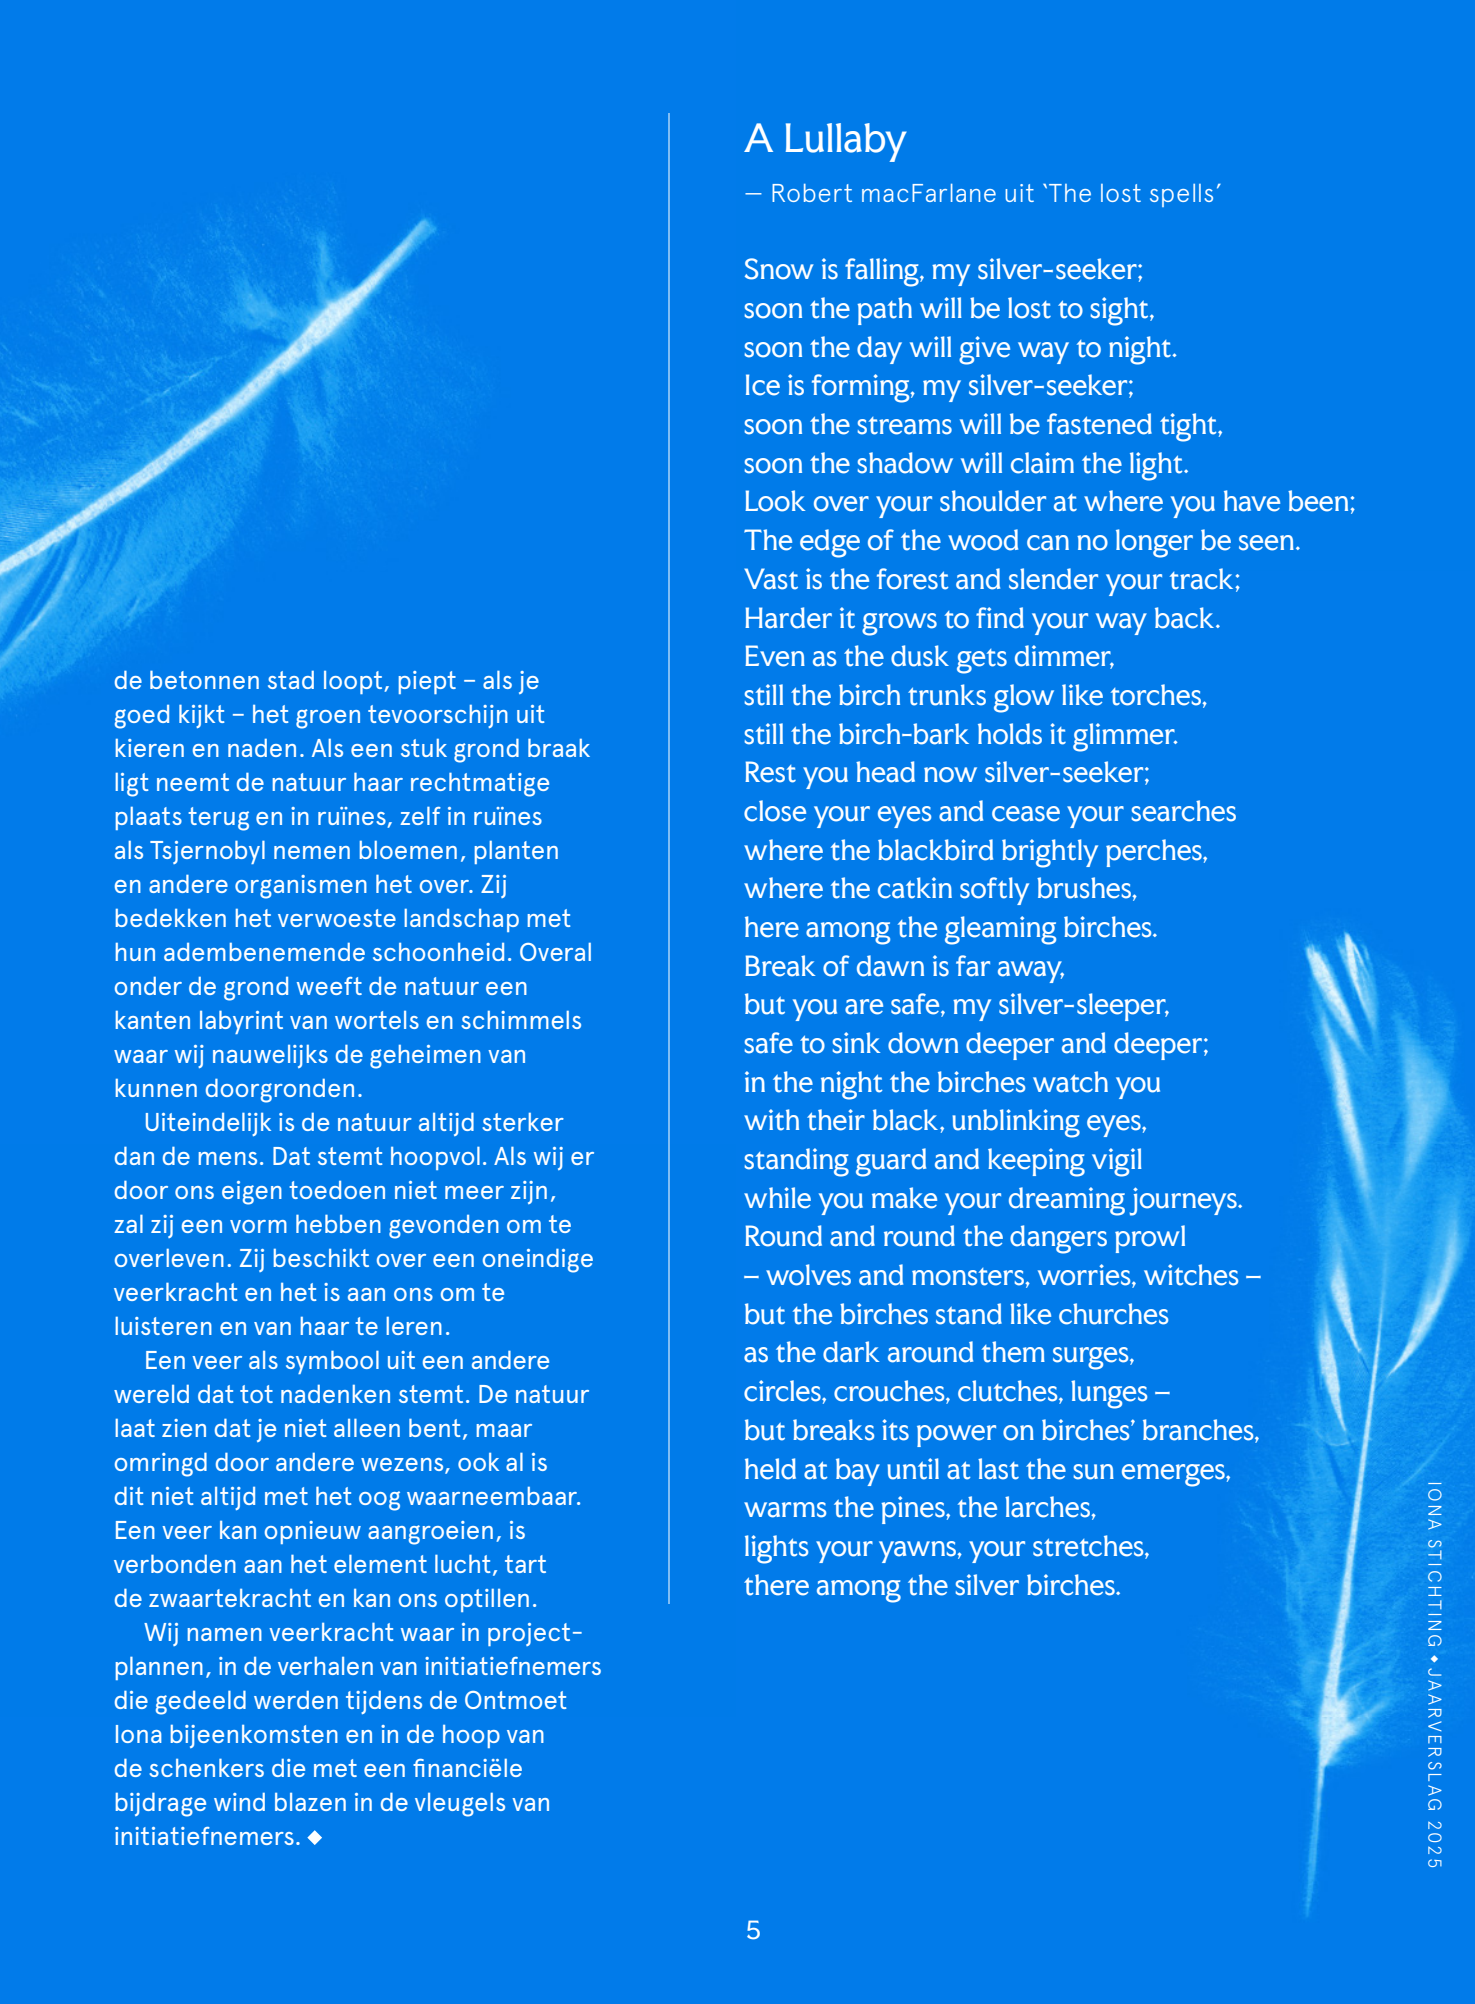 de betonnen stad loopt, piept – als je
goed kijkt – het groen tevoorschijn uit
kieren en naden. Als een stuk grond braak
ligt neemt de natuur haar rechtmatige
plaats terug en in ruïnes, zelf in ruïnes
als Tsjernobyl nemen bloemen, planten
en andere organismen het over. Zij
bedekken het verwoeste landschap met
hun adembenemende schoonheid. Overal
onder de grond weeft de natuur een
kanten labyrint van wortels en schimmels
waar wij nauwelijks de geheimen van
kunnen doorgronden.
Uiteindelijk is de natuur altijd sterker
dan de mens. Dat stemt hoopvol. Als wij er
door ons eigen toedoen niet meer zijn,
zal zij een vorm hebben gevonden om te
overleven. Zij beschikt over een oneindige
veerkracht en het is aan ons om te
luisteren en van haar te leren.
Een veer als symbool uit een andere
wereld dat tot nadenken stemt. De natuur
laat zien dat je niet alleen bent, maar
omringd door andere wezens, ook al is
dit niet altijd met het oog waarneembaar.
Een veer kan opnieuw aangroeien, is
verbonden aan het element lucht, tart
de zwaartekracht en kan ons optillen.
Wij namen veerkracht waar in project-
plannen, in de verhalen van initiatiefnemers
die gedeeld werden tijdens de Ontmoet
Iona bijeenkomsten en in de hoop van
de schenkers die met een financiële
bijdrage wind blazen in de vleugels van
initiatiefnemers. ◆
A Lullaby
— Robert macFarlane uit ‘The lost spells’
Snow is falling, my silver-seeker;
soon the path will be lost to sight,
soon the day will give way to night.
Ice is forming, my silver-seeker;
soon the streams will be fastened tight,
soon the shadow will claim the light.
Look over your shoulder at where you have been;
The edge of the wood can no longer be seen.
Vast is the forest and slender your track;
Harder it grows to find your way back.
Even as the dusk gets dimmer,
still the birch trunks glow like torches,
still the birch-bark holds it glimmer.
Rest you head now silver-seeker;
close your eyes and cease your searches
where the blackbird brightly perches,
where the catkin softly brushes,
here among the gleaming birches.
Break of dawn is far away,
but you are safe, my silver-sleeper,
safe to sink down deeper and deeper;
in the night the birches watch you
with their black, unblinking eyes,
standing guard and keeping vigil
while you make your dreaming journeys.
Round and round the dangers prowl
– wolves and monsters, worries, witches –
but the birches stand like churches
as the dark around them surges,
circles, crouches, clutches, lunges –
but breaks its power on birches’ branches,
held at bay until at last the sun emerges,
warms the pines, the larches,
lights your yawns, your stretches,
there among the silver birches.
IONA STICHTING ◆ JAARVERSLAG 2025
5